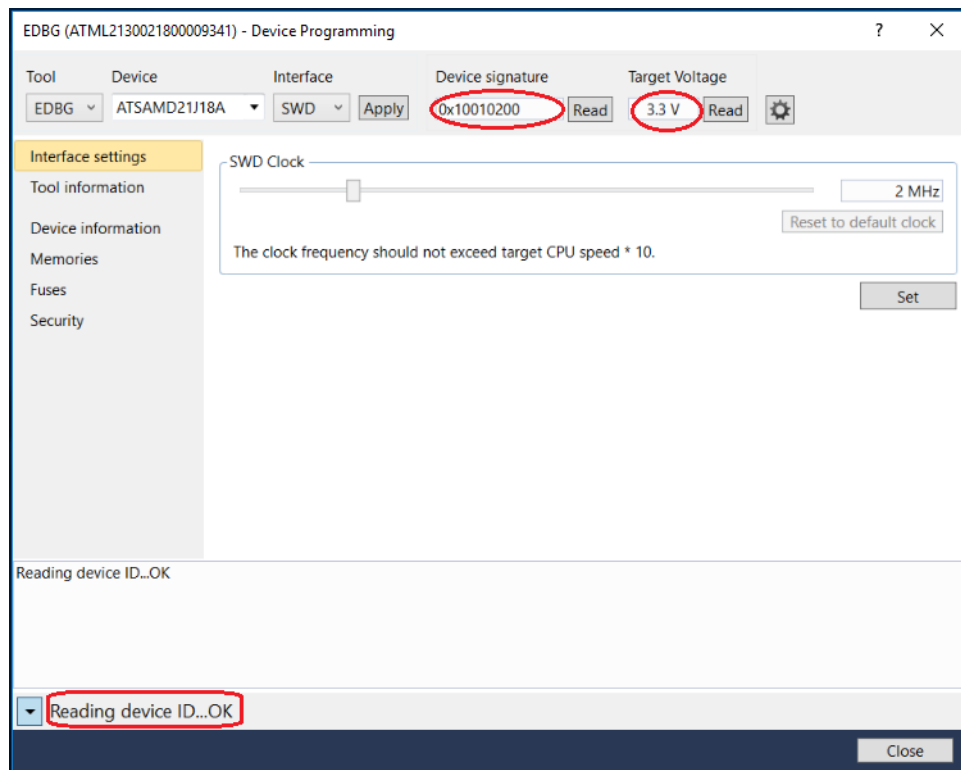 EDBG (ATML2130021800009341) - Device Programming
? ×
Tool Device Interface Device signature Target Voltage
EDBG ATSAMD21J18A SWD Apply 0x10010200 Read 3.3 V Read
Interface settings
Tool information
Device information
Memories
Fuses
Security
SWD Clock
2 MHz
Reset to default clock
The clock frequency should not exceed target CPU speed * 10.
Set
Reading device ID...OK
Reading device ID...OK
Close